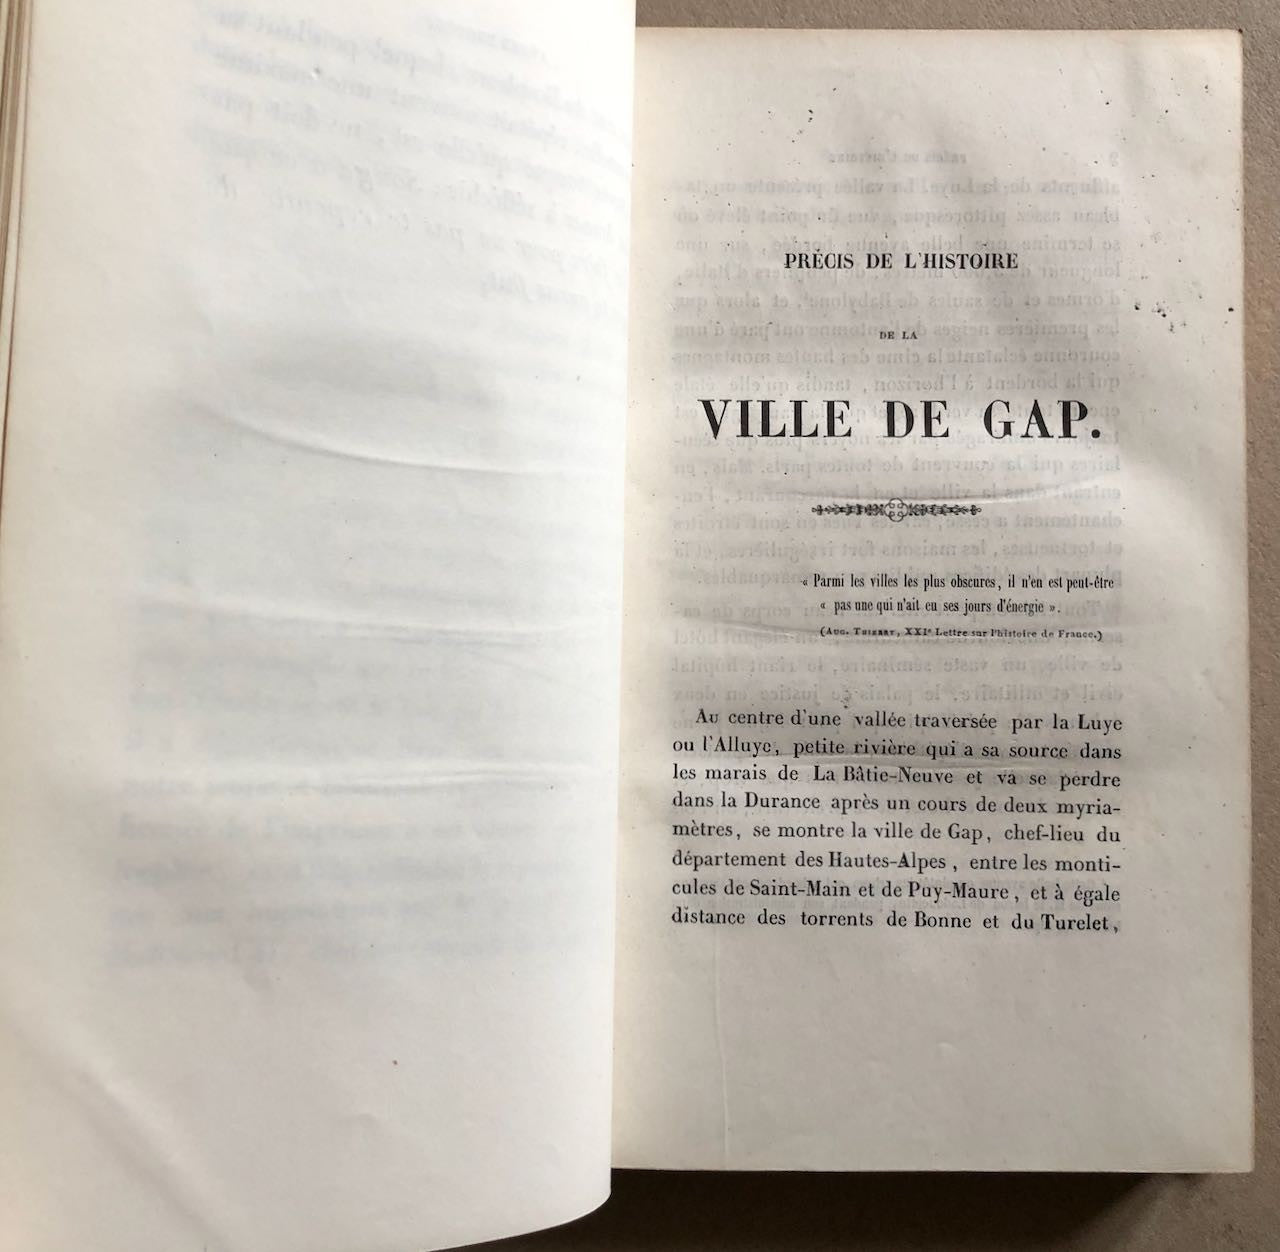 PRÉCIS DE L'HISTOIRE
DE LA
VILLE DE GAP.
« Parmi les villes les plus obscures, il n'en est peut-être
« pas une qui n'ait eu ses jours d'énergie ».
(Aug. Thierry, XXIe Lettre sur l'histoire de France.)
Au centre d'une vallée traversée par la Luye
ou l'Alluye, petite rivière qui a sa source dans
les marais de La Bâtie-Neuve et va se perdre
dans la Durance après un cours de deux myria-
mètres, se montre la ville de Gap, chef-lieu du
département des Hautes-Alpes, entre les monti-
cules de Saint-Main et de Puy-Maure, et à égale
distance des torrents de Bonne et du Turelet,